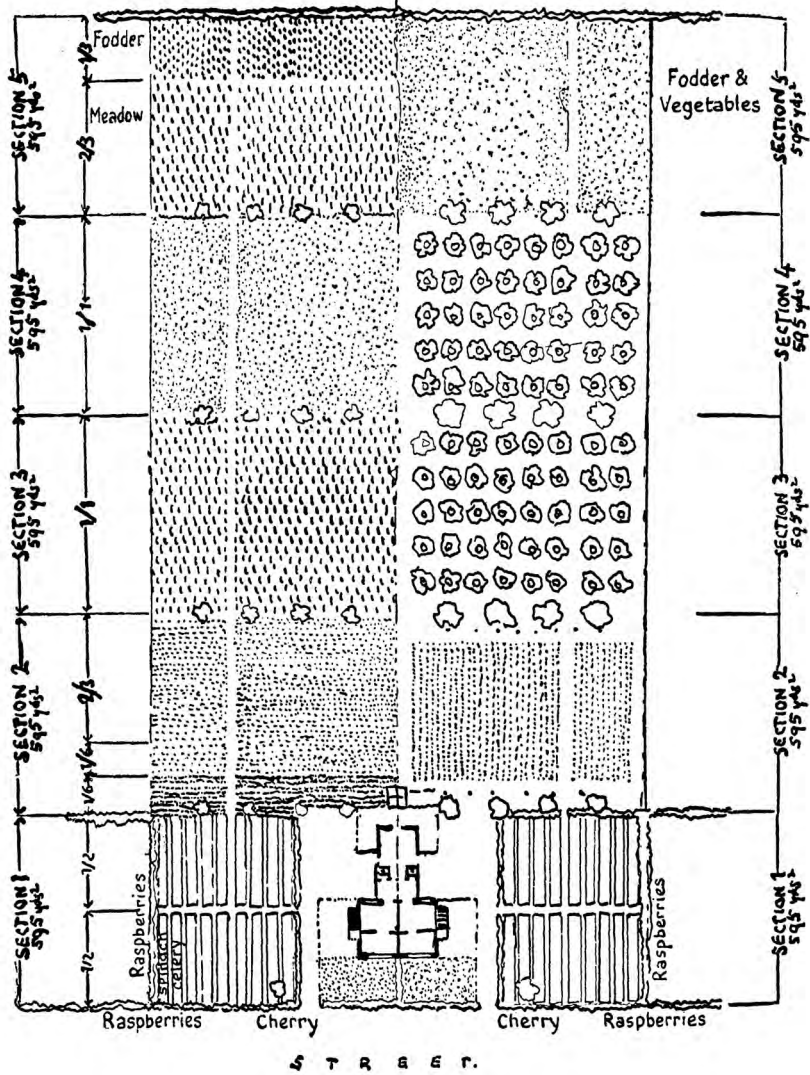 Fodder
Meadow
Fodder &
Vegetables
1/3
2/3
SECTION 5
595 yds²
SECTION 5
595 yds²
SECTION 4
595 yds²
1/1
SECTION 4
595 yds²
SECTION 3
595 yds²
SECTION 3
595 yds²
SECTION 2
595 yds²
2/3
1/6
1/6
SECTION 2
595 yds²
SECTION 1
595 yds²
1/2
1/2
Raspberries
spinach
celery
Raspberries
SECTION 1
595 yds²
Raspberries
Cherry
Cherry
Raspberries
STREET.